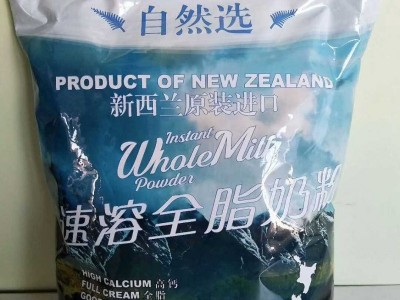 自然选
PRODUCT OF NEW ZEALAND
新西兰原装进口
Instant
Whole Milk
Powder
速溶全脂奶粉
HIGH CALCIUM 高钙
FULL CREAM 全脂